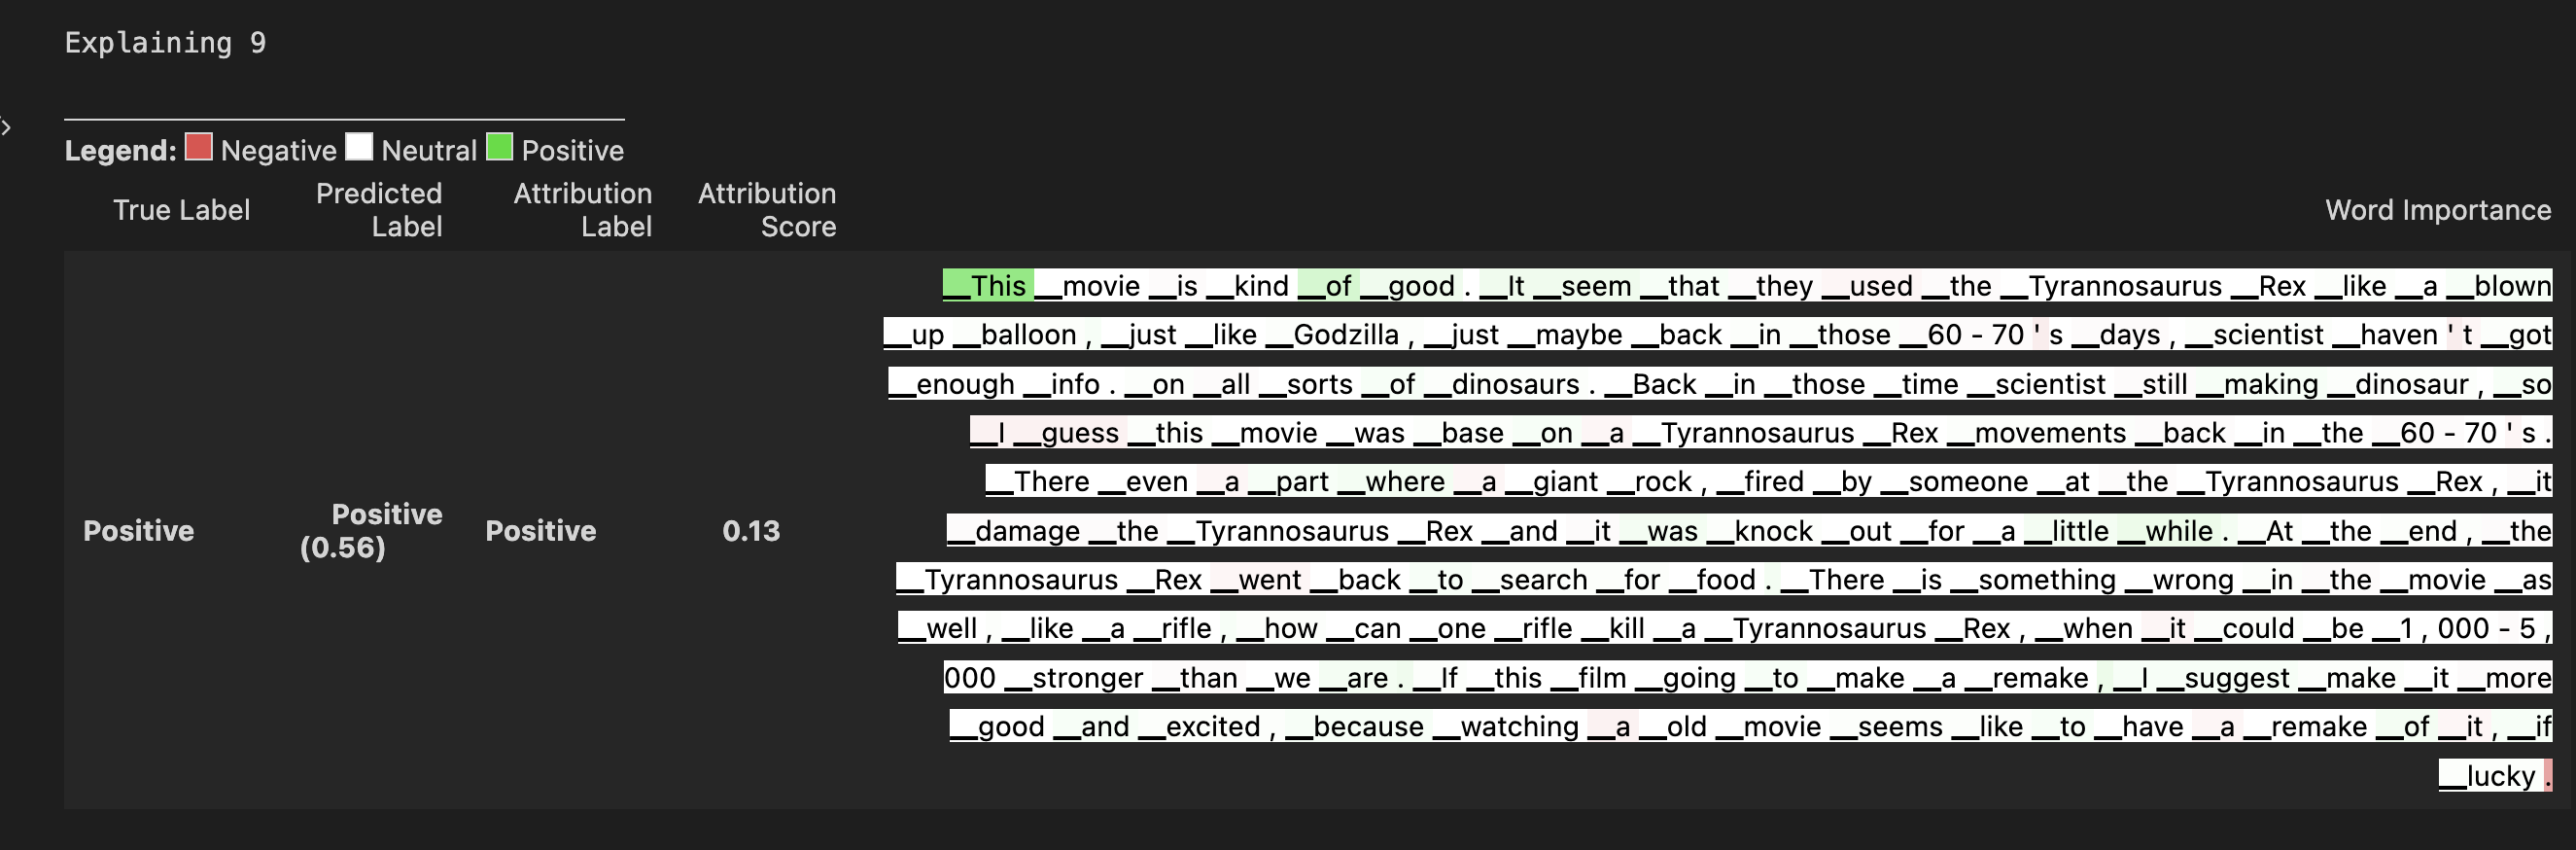 Explaining 9
Legend: Negative Neutral Positive
True Label Predicted Label Attribution Label Attribution Score Word Importance
Positive Positive (0.56) Positive 0.13
__This __movie __is __kind __of __good . __It __seem __that __they __used __the __Tyrannosaurus __Rex __like __a __blown
__up __balloon , __just __like __Godzilla , __just __maybe __back __in __those __60 - 70 ' s __days , __scientist __haven ' t __got
__enough __info . __on __all __sorts __of __dinosaurs . __Back __in __those __time __scientist __still __making __dinosaur , __so
__I __guess __this __movie __was __base __on __a __Tyrannosaurus __Rex __movements __back __in __the __60 - 70 ' s .
__There __even __a __part __where __a __giant __rock , __fired __by __someone __at __the __Tyrannosaurus __Rex , __it
__damage __the __Tyrannosaurus __Rex __and __it __was __knock __out __for __a __little __while . __At __the __end , __the
__Tyrannosaurus __Rex __went __back __to __search __for __food . __There __is __something __wrong __in __the __movie __as
__well , __like __a __rifle , __how __can __one __rifle __kill __a __Tyrannosaurus __Rex , __when __it __could __be __1 , 000 - 5 ,
000 __stronger __than __we __are . __If __this __film __going __to __make __a __remake , __I __suggest __make __it __more
__good __and __excited , __because __watching __a __old __movie __seems __like __to __have __a __remake __of __it , __if
__lucky .